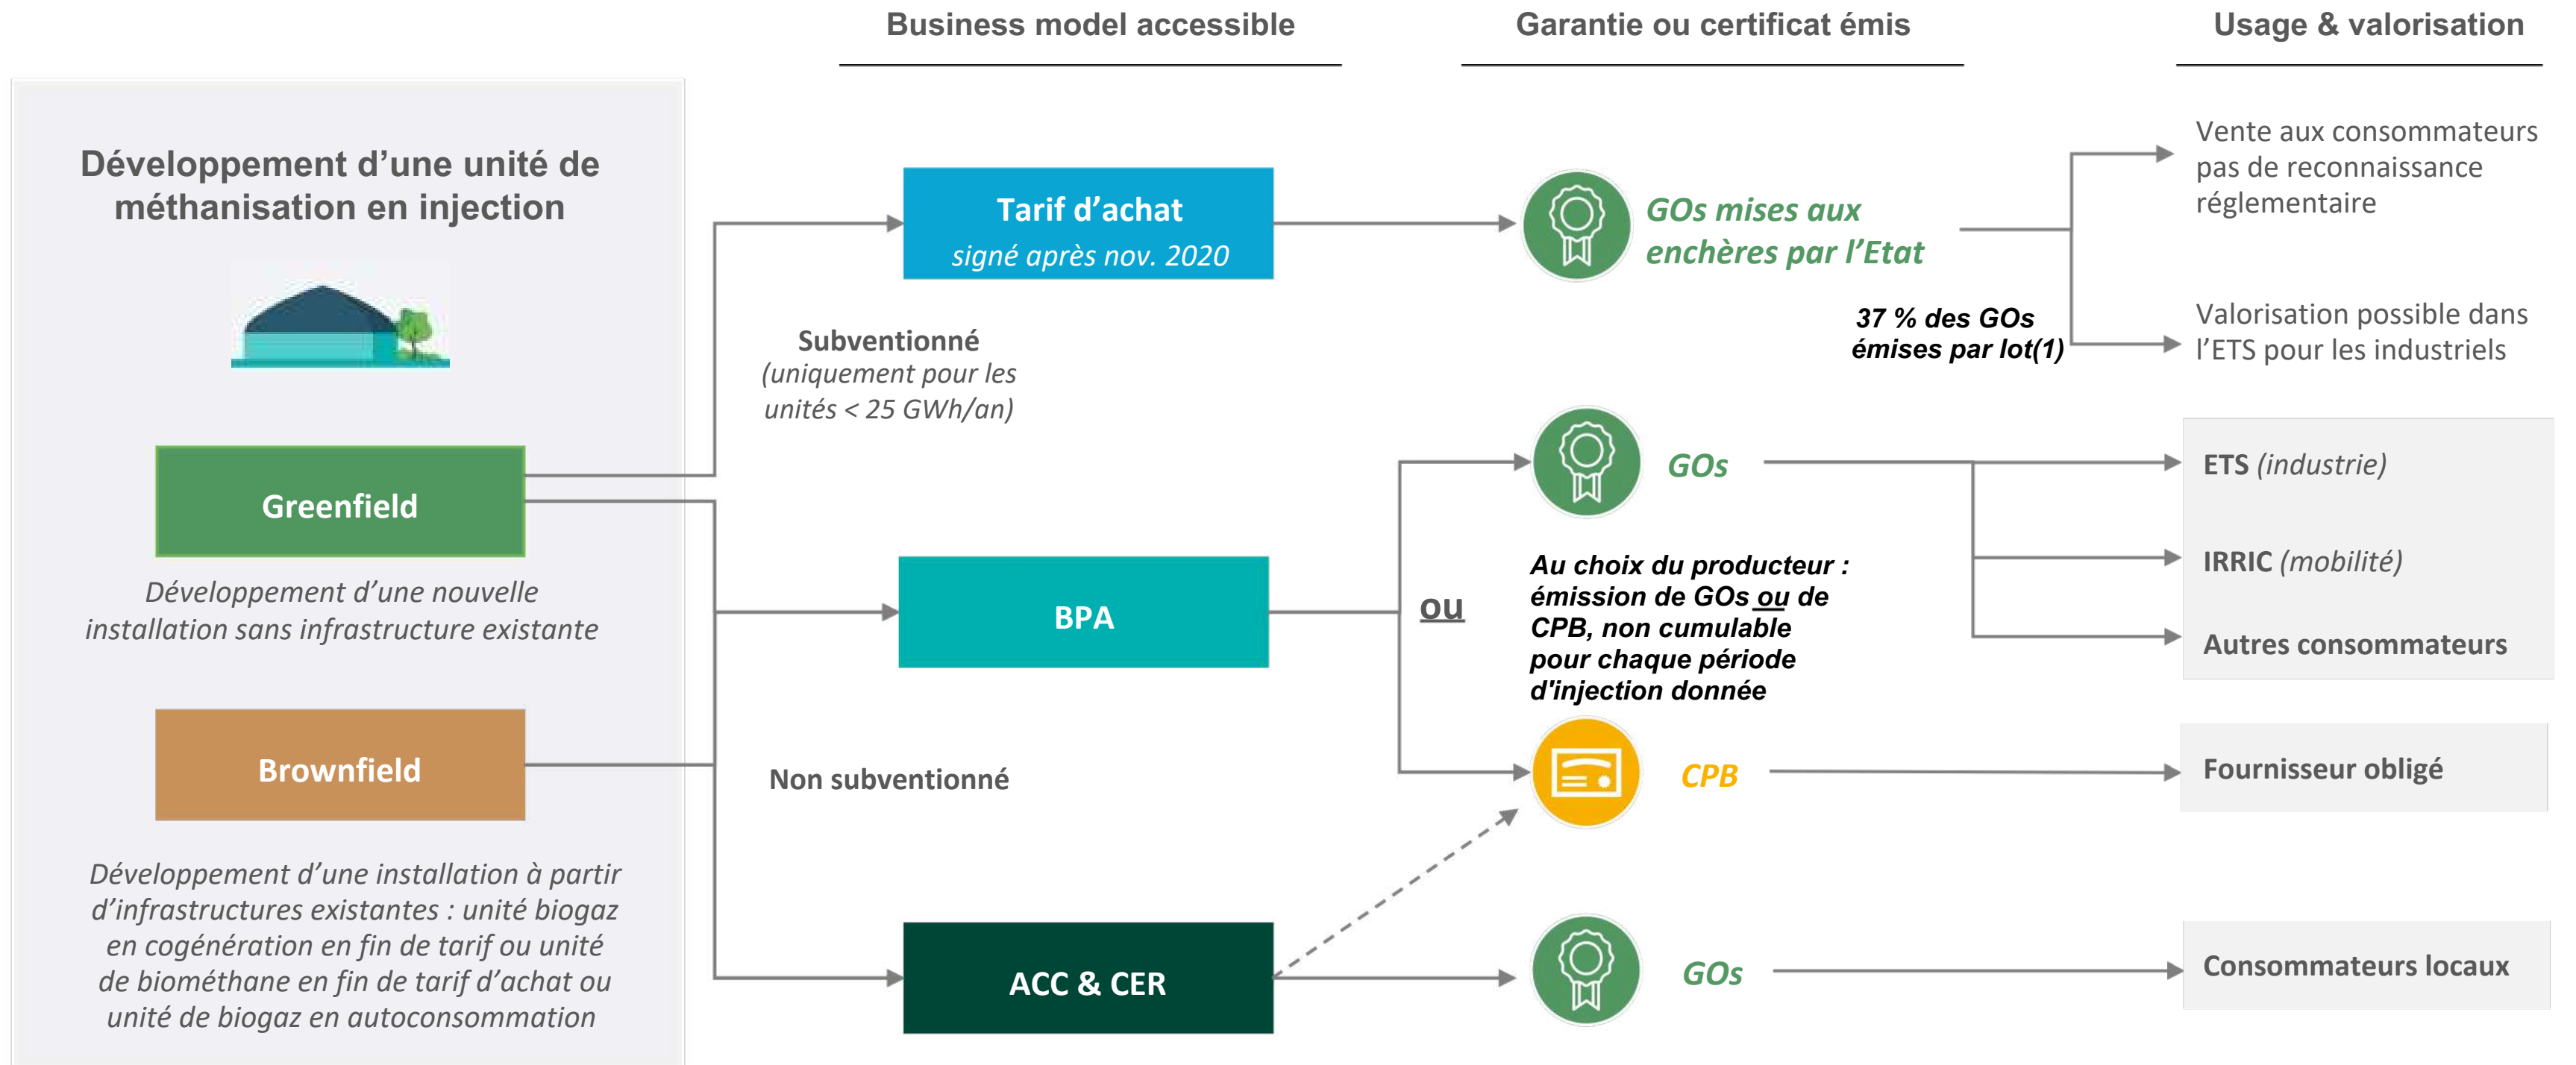 Business model accessible
Garantie ou certificat émis
Usage & valorisation
Développement d’une unité de
méthanisation en injection
Greenfield
Développement d’une nouvelle
installation sans infrastructure existante
Brownfield
Développement d’une installation à partir
d’infrastructures existantes : unité biogaz
en cogénération en fin de tarif ou unité
de biométhane en fin de tarif d’achat ou
unité de biogaz en autoconsommation
Subventionné
(uniquement pour les
unités < 25 GWh/an)
Non subventionné
Tarif d’achat
signé après nov. 2020
BPA
ACC & CER
GOs mises aux
enchères par l’Etat
37 % des GOs
émises par lot(1)
GOs
ou
Au choix du producteur :
émission de GOs ou de
CPB, non cumulable
pour chaque période
d'injection donnée
CPB
GOs
Vente aux consommateurs
pas de reconnaissance
réglementaire
Valorisation possible dans
l’ETS pour les industriels
ETS (industrie)
IRRIC (mobilité)
Autres consommateurs
Fournisseur obligé
Consommateurs locaux